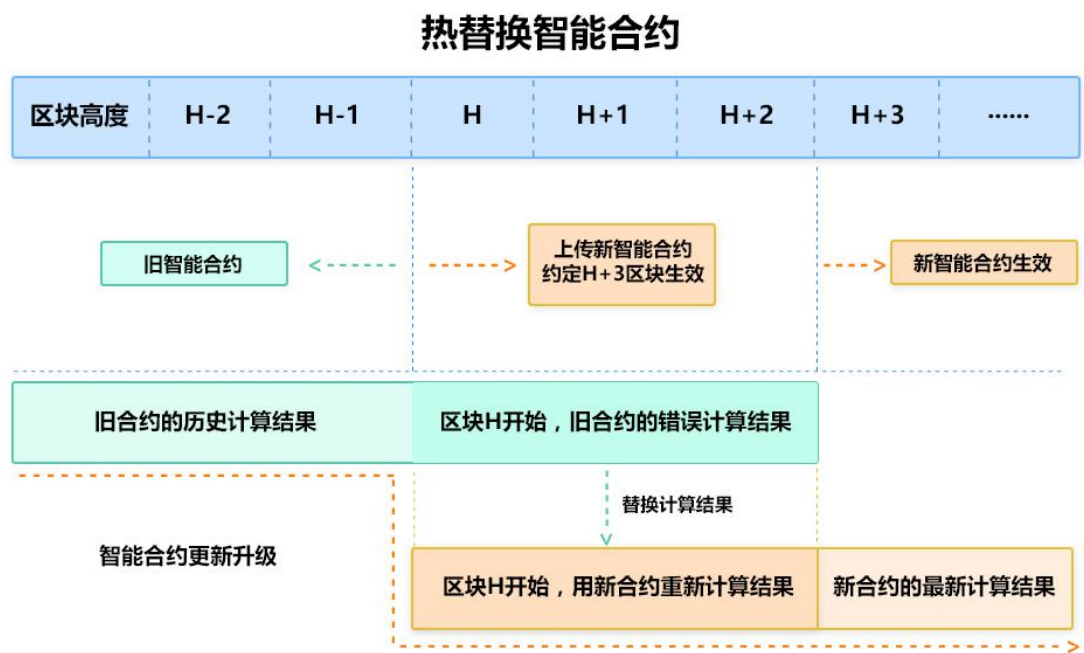 热替换智能合约
区块高度 H-2 H-1 H H+1 H+2 H+3 ······
旧智能合约
上传新智能合约
约定H+3区块生效
新智能合约生效
旧合约的历史计算结果
区块H开始，旧合约的错误计算结果
替换计算结果
智能合约更新升级
区块H开始，用新合约重新计算结果
新合约的最新计算结果